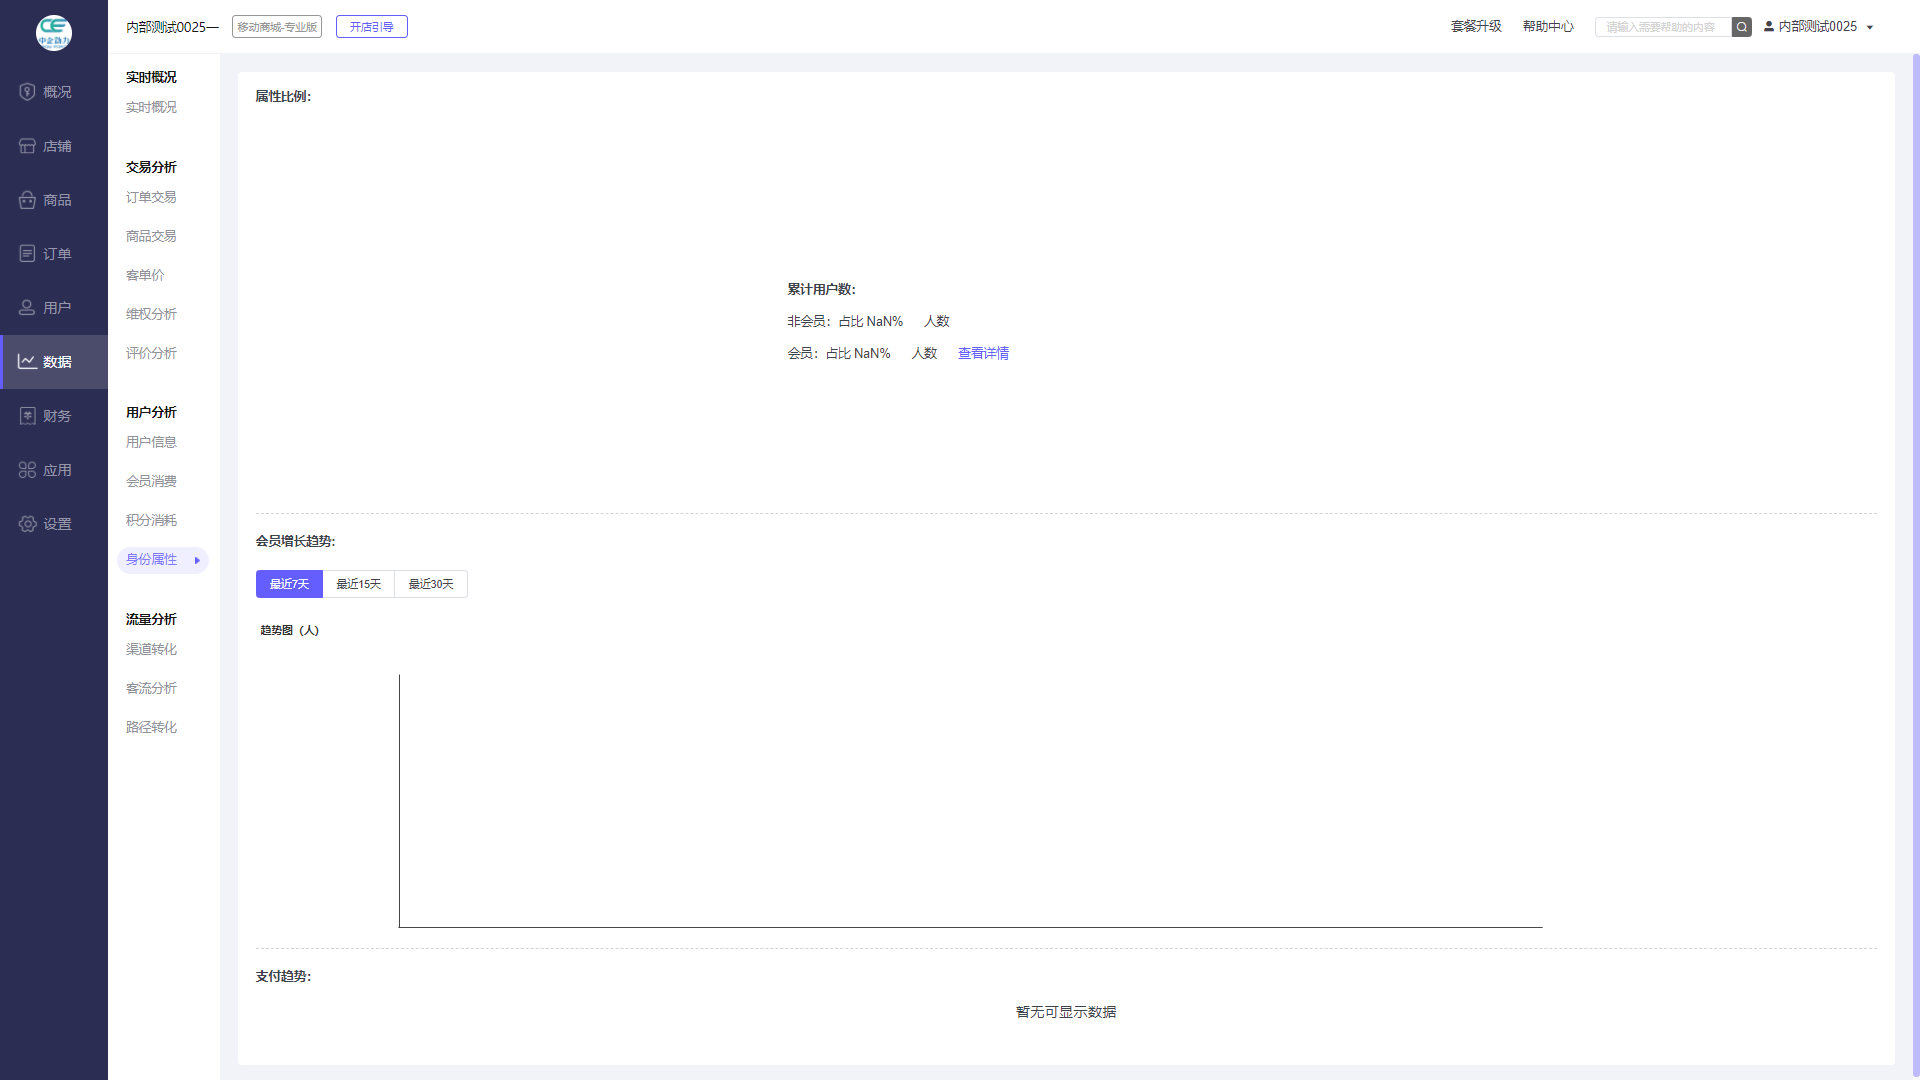 中企动力
概况
店铺
商品
订单
用户
数据
财务
应用
设置
内部测试0025—
移动商城-专业版
开店引导
套餐升级
帮助中心
请输入需要帮助的内容
内部测试0025
实时概况
实时概况
交易分析
订单交易
商品交易
客单价
维权分析
评价分析
用户分析
用户信息
会员消费
积分消耗
身份属性
流量分析
渠道转化
客流分析
路径转化
属性比例：
累计用户数：
非会员：占比 NaN% 人数
会员：占比 NaN% 人数 查看详情
会员增长趋势：
最近7天 最近15天 最近30天
趋势图（人）
支付趋势：
暂无可显示数据